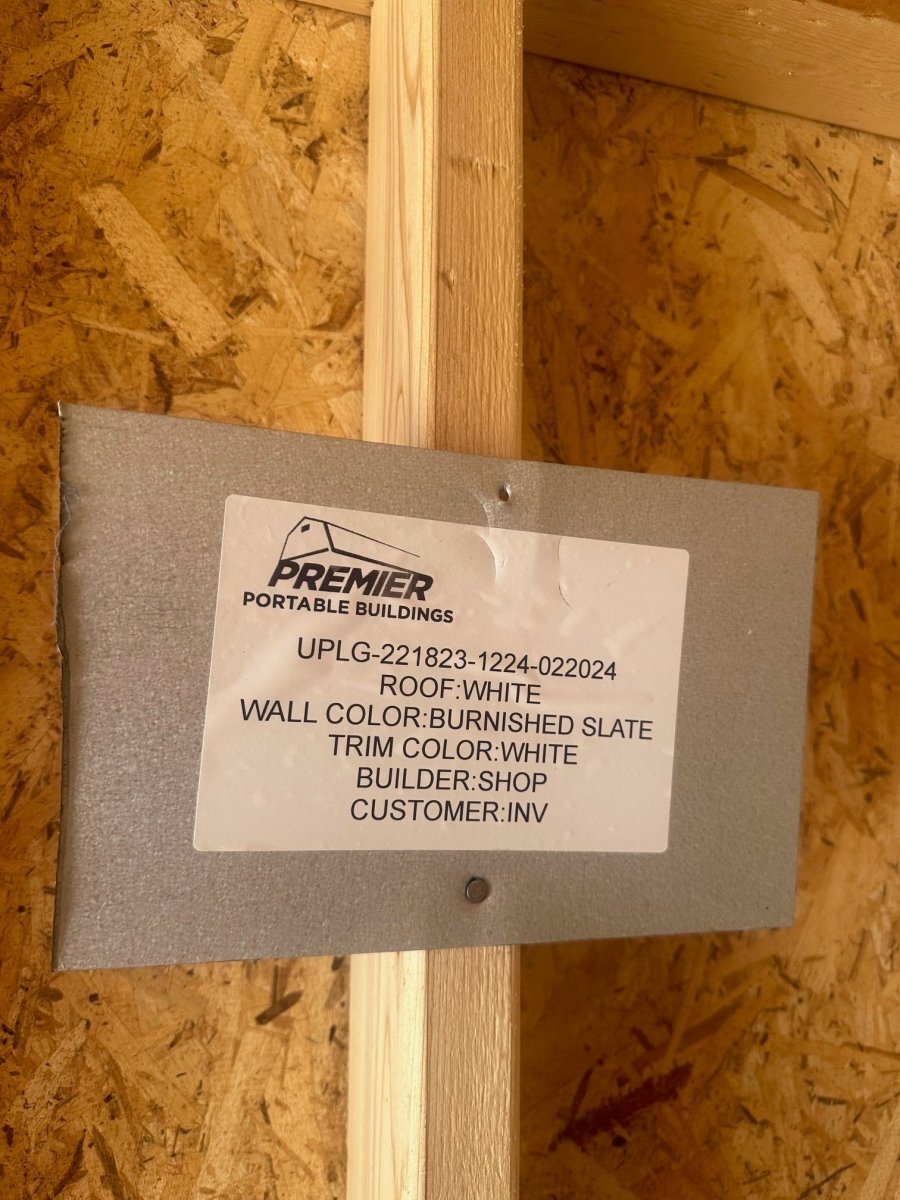 PREMIER
PORTABLE BUILDINGS
UPLG-221823-1224-022024
ROOF:WHITE
WALL COLOR:BURNISHED SLATE
TRIM COLOR:WHITE
BUILDER:SHOP
CUSTOMER:INV